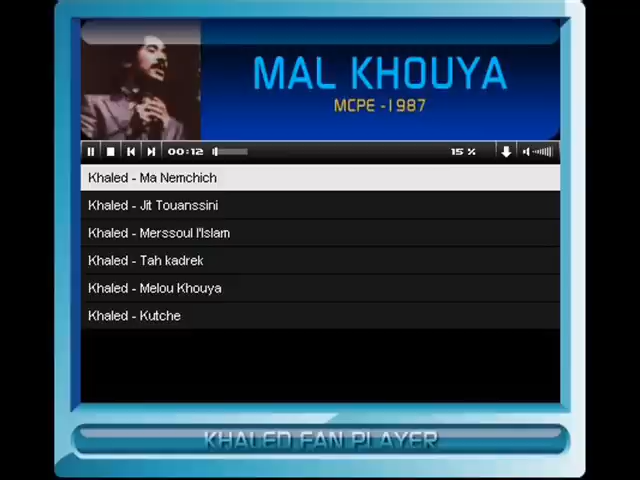 MAL KHOUYA
MCPE -1987
00:12
15 %
Khaled - Ma Nemchich
Khaled - Jit Touanssini
Khaled - Merssoul l'Islam
Khaled - Tah kadrek
Khaled - Melou Khouya
Khaled - Kutche
KHALED FAN PLAYER